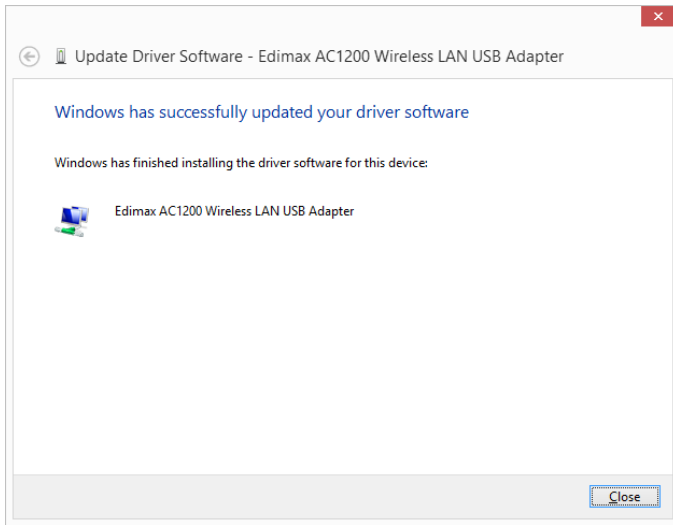 Update Driver Software - Edimax AC1200 Wireless LAN USB Adapter
Windows has successfully updated your driver software
Windows has finished installing the driver software for this device:
Edimax AC1200 Wireless LAN USB Adapter
Close